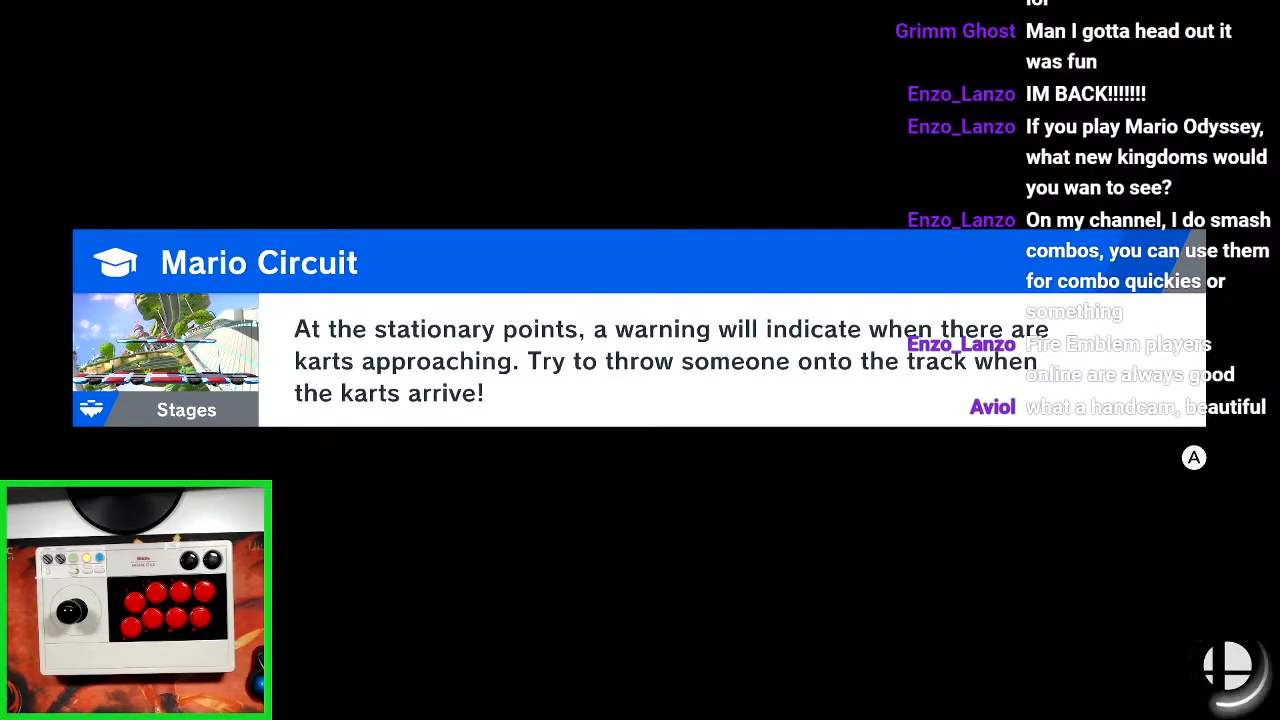 Grimm Ghost Man I gotta head out it
was fun
Enzo_Lanzo IM BACK!!!!!!!
Enzo_Lanzo If you play Mario Odyssey,
what new kingdoms would
you wan to see?
Enzo_Lanzo On my channel, I do smash
combos, you can use them
for combo quickies or
something
Enzo_Lanzo Fire Emblem players
online are always good
Aviol what a handcam, beautiful
Mario Circuit
At the stationary points, a warning will indicate when there are
karts approaching. Try to throw someone onto the track when
the karts arrive!
Stages
A